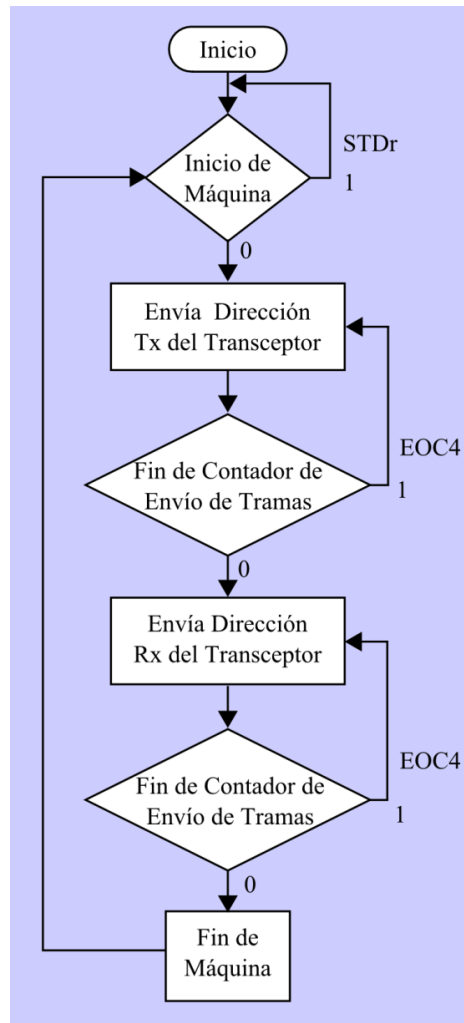 Inicio
STDr
Inicio de
Máquina
1
0
Envía Dirección
Tx del Transceptor
EOC4
Fin de Contador de
Envío de Tramas
1
0
Envía Dirección
Rx del Transceptor
EOC4
Fin de Contador de
Envío de Tramas
1
0
Fin de
Máquina